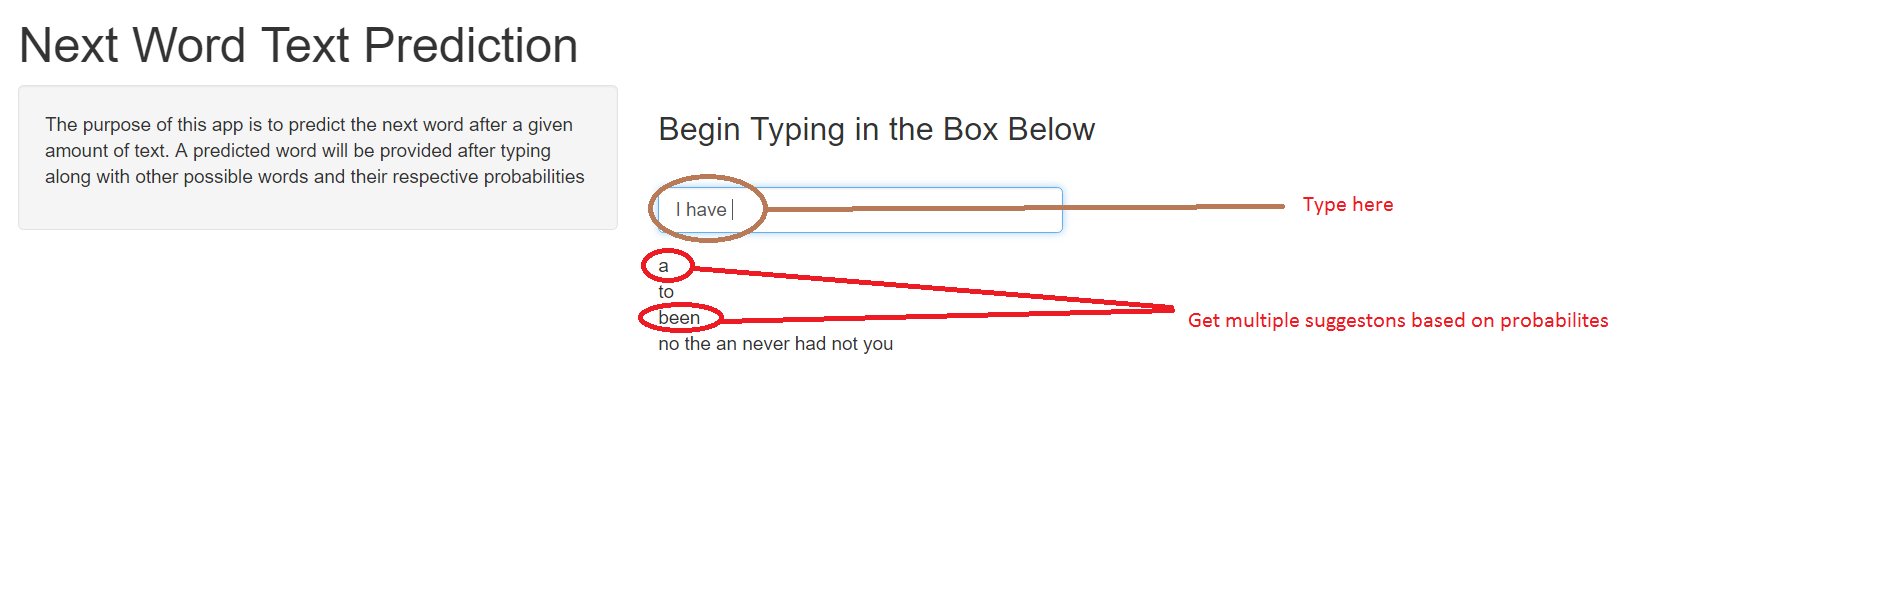 Next Word Text Prediction
The purpose of this app is to predict the next word after a given
amount of text. A predicted word will be provided after typing
along with other possible words and their respective probabilities
Begin Typing in the Box Below
I have
Type here
a
to
been
Get multiple suggestons based on probabilites
no the an never had not you